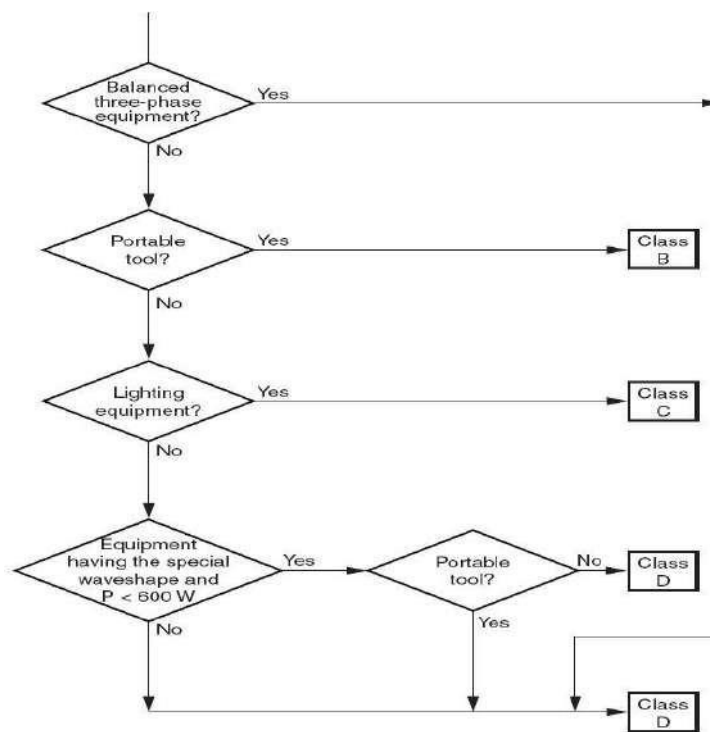 Balanced
three-phase
equipment?
Yes
No
Portable
tool?
Yes
Class
B
No
Lighting
equipment?
Yes
Class
C
No
Equipment
having the special
waveshape and
P < 600 W
Yes
Portable
tool?
No
Class
D
No
Yes
Class
D